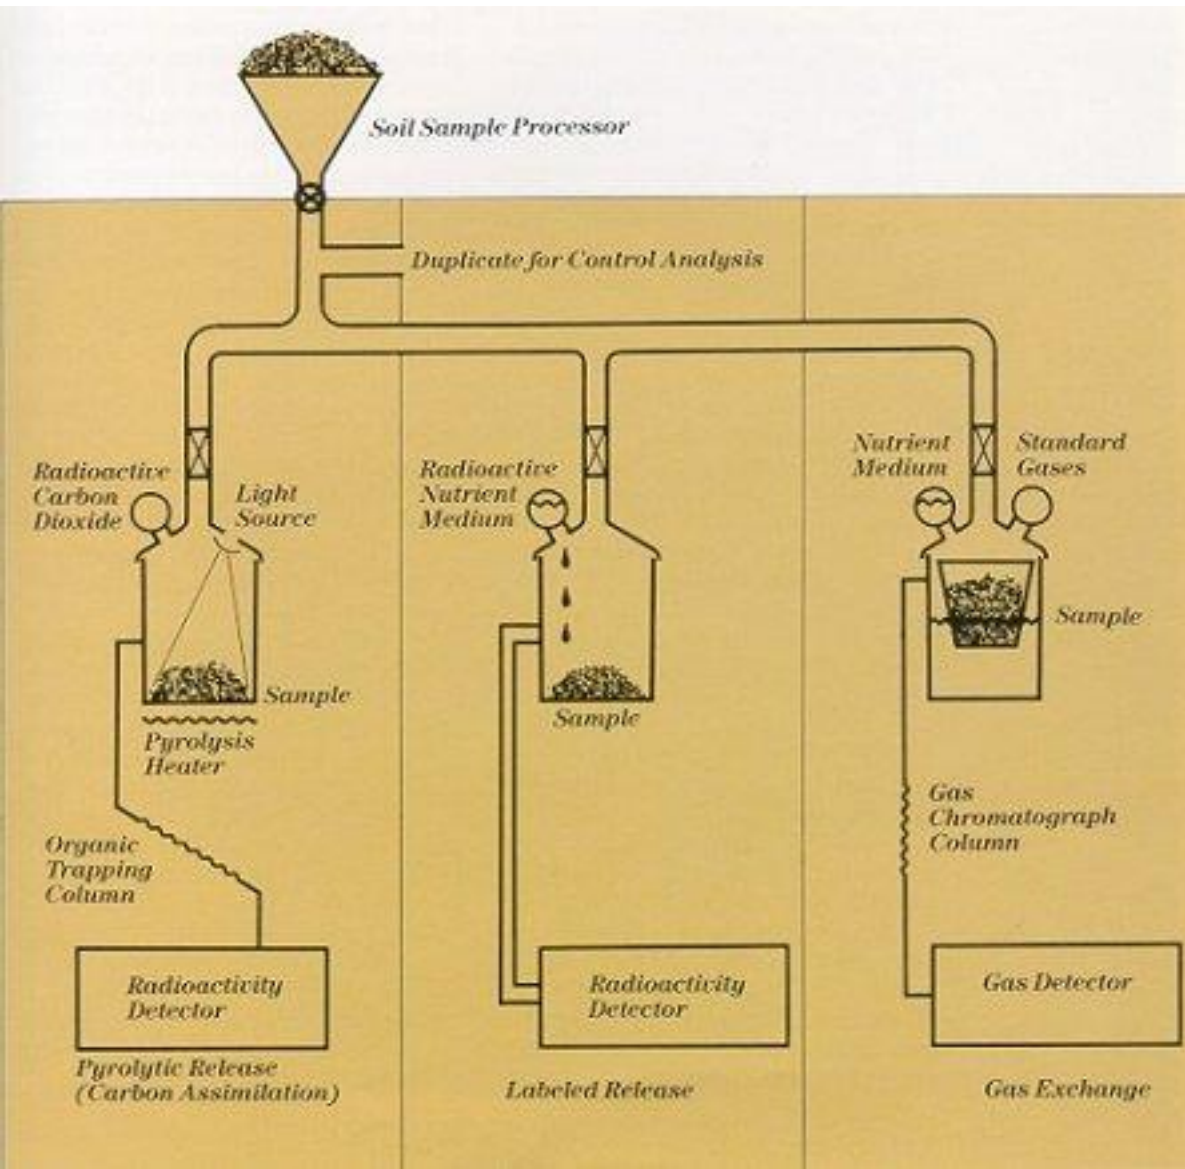 Soil Sample Processor
Duplicate for Control Analysis
Radioactive
Carbon
Dioxide
Light
Source
Sample
Pyrolysis
Heater
Organic
Trapping
Column
Radioactivity
Detector
Pyrolytic Release
(Carbon Assimilation)
Radioactive
Nutrient
Medium
Sample
Radioactivity
Detector
Labeled Release
Nutrient
Medium
Standard
Gases
Sample
Gas
Chromatograph
Column
Gas Detector
Gas Exchange